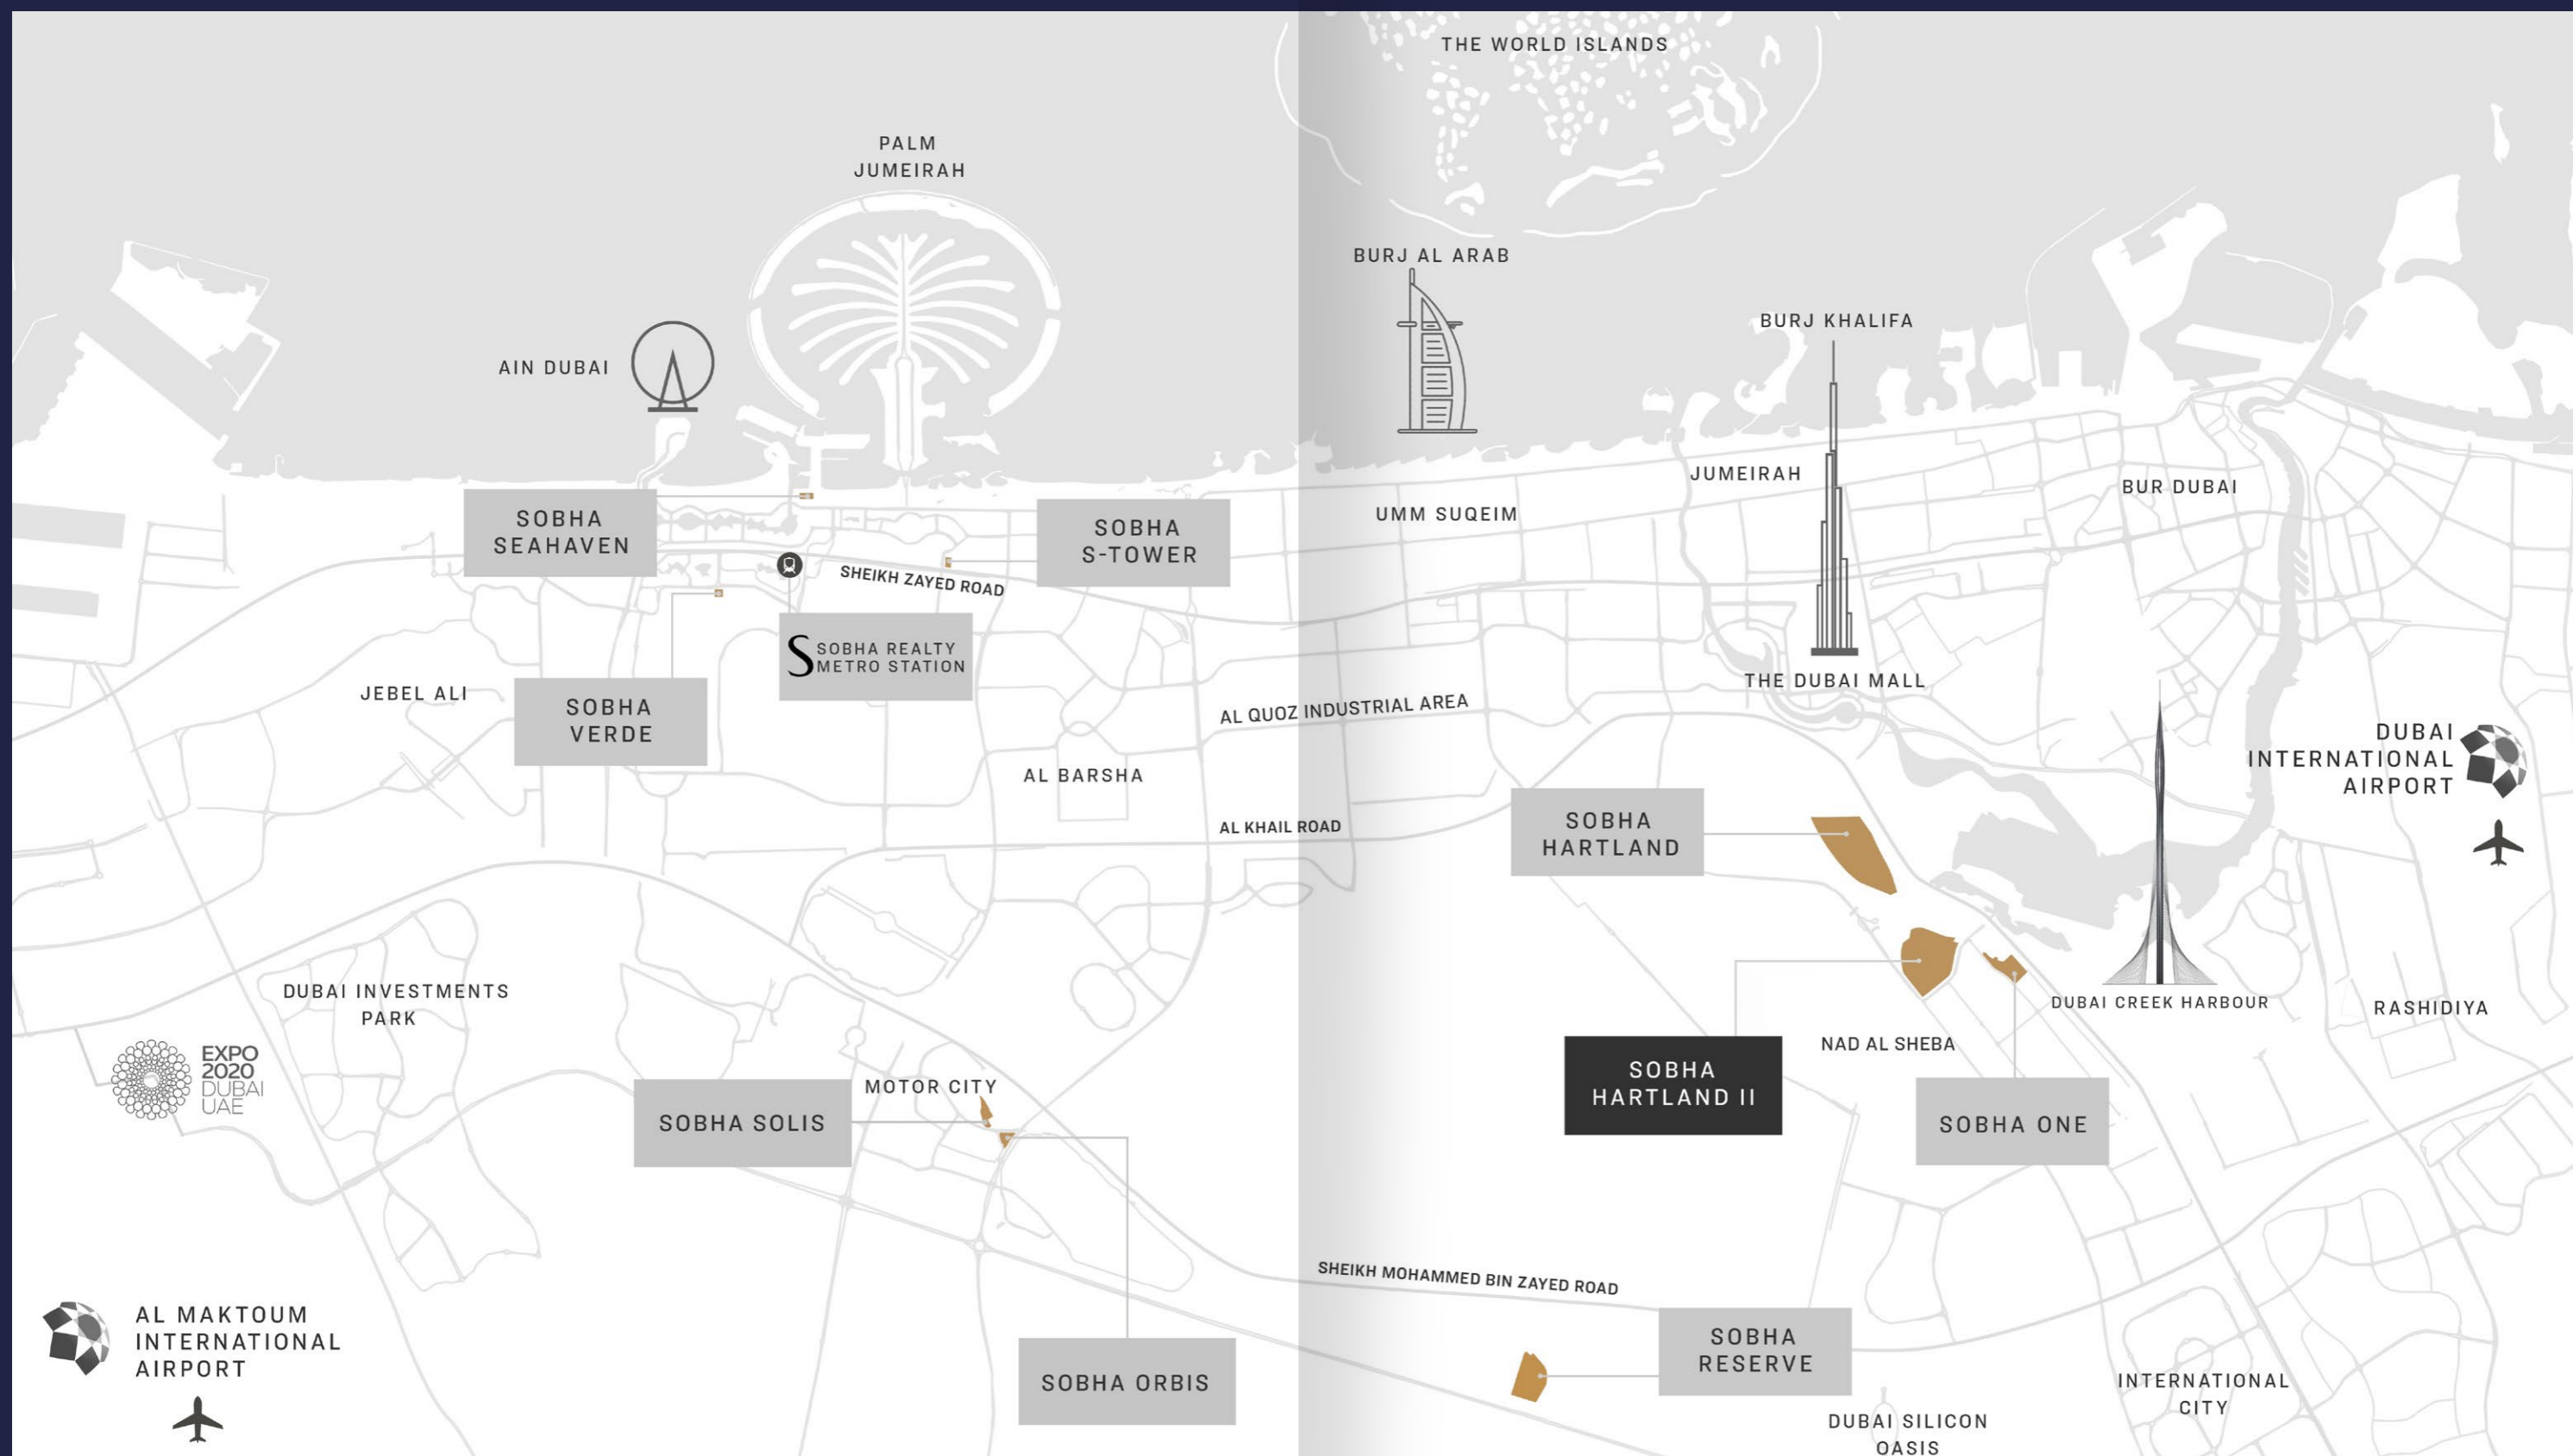 THE WORLD ISLANDS
PALM
JUMEIRAH
BURJ AL ARAB
BURJ KHALIFA
AIN DUBAI
JUMEIRAH
BUR DUBAI
SOBHA
SEAHAVEN
SOBHA
S-TOWER
UMM SUQEIM
SHEIKH ZAYED ROAD
S SOBHA REALTY
METRO STATION
JEBEL ALI
SOBHA
VERDE
THE DUBAI MALL
AL QUOZ INDUSTRIAL AREA
DUBAI
INTERNATIONAL
AIRPORT
AL BARSHA
AL KHAIL ROAD
SOBHA
HARTLAND
DUBAI INVESTMENTS
PARK
DUBAI CREEK HARBOUR
RASHIDIYA
EXPO
2020
DUBAI
UAE
NAD AL SHEBA
SOBHA
HARTLAND II
MOTOR CITY
SOBHA SOLIS
SOBHA ONE
SHEIKH MOHAMMED BIN ZAYED ROAD
AL MAKTOUM
INTERNATIONAL
AIRPORT
SOBHA
RESERVE
SOBHA ORBIS
INTERNATIONAL
CITY
DUBAI SILICON
OASIS